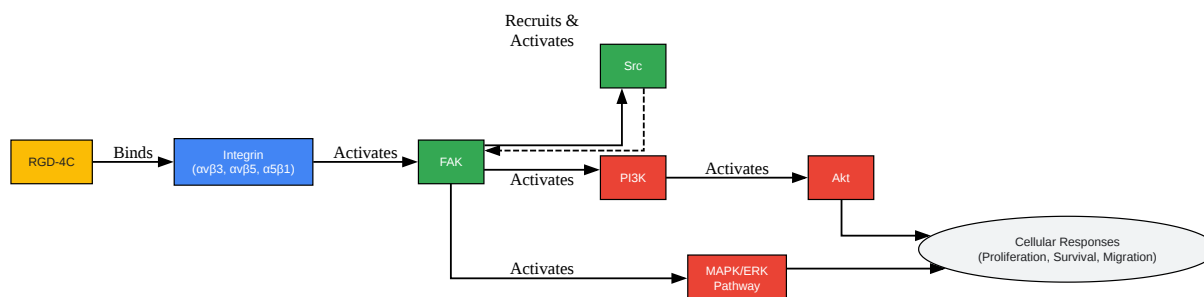 Recruits &
Activates
Src
RGD-4C
Binds
Integrin
(αvβ3, αvβ5, α5β1)
Activates
FAK
Activates
PI3K
Activates
Akt
Cellular Responses
(Proliferation, Survival, Migration)
Activates
MAPK/ERK
Pathway